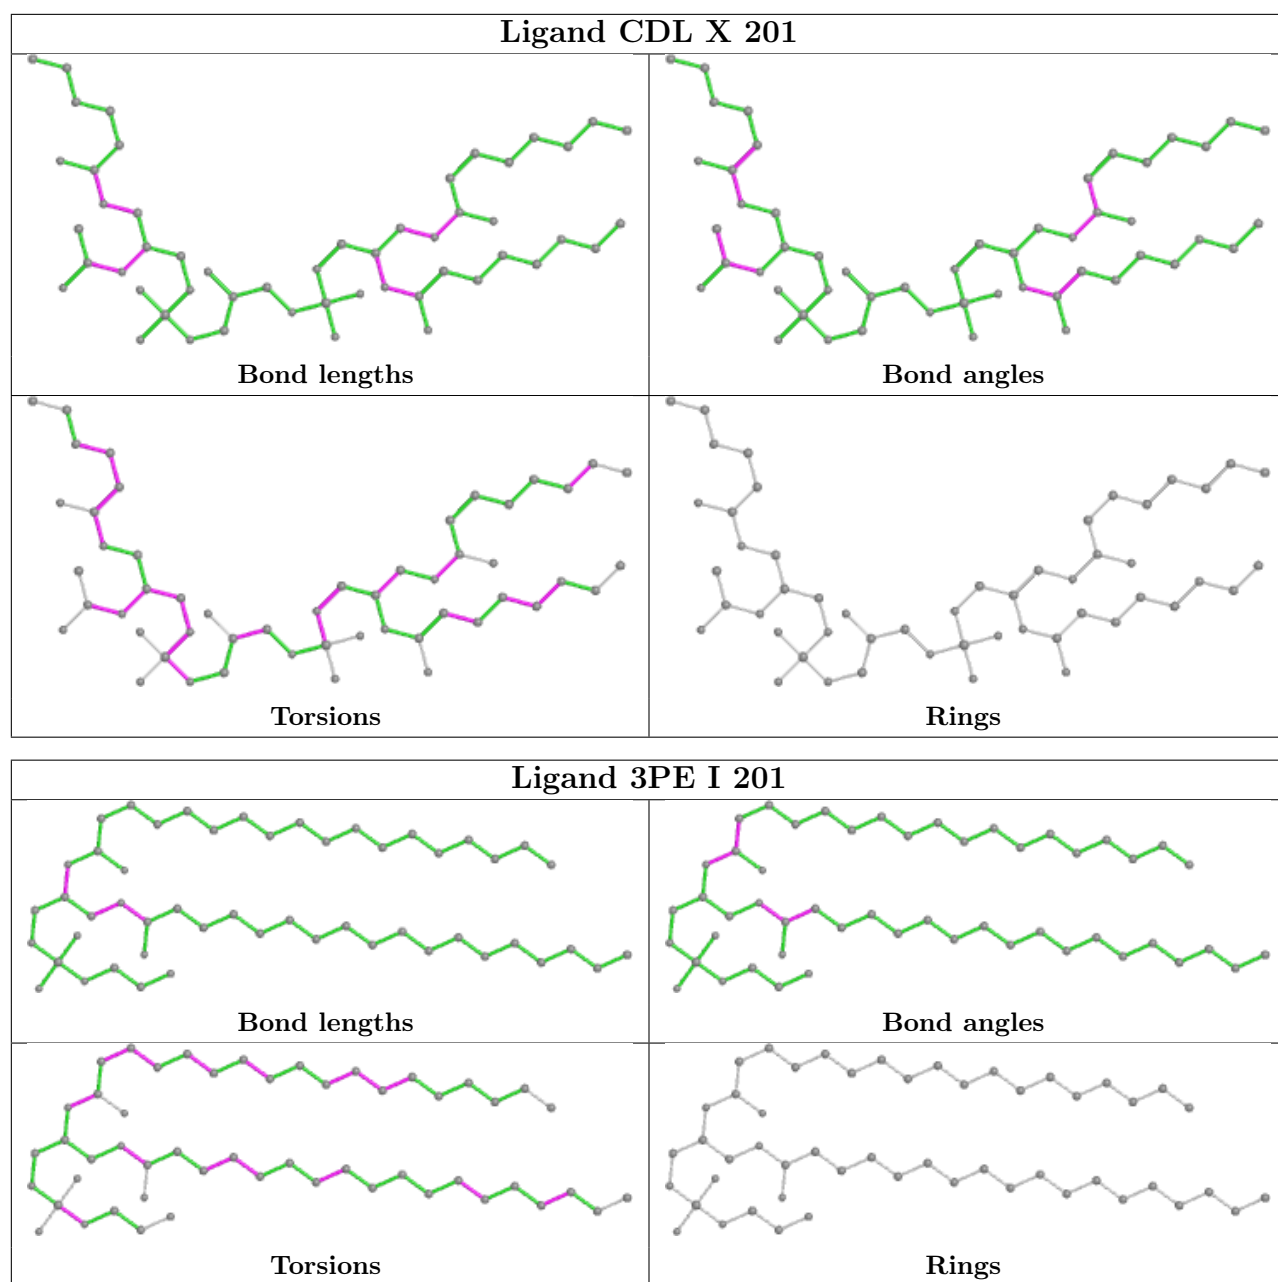 Ligand CDL X 201
Bond lengths
Bond angles
Torsions
Rings
Ligand 3PE I 201
Bond lengths
Bond angles
Torsions
Rings